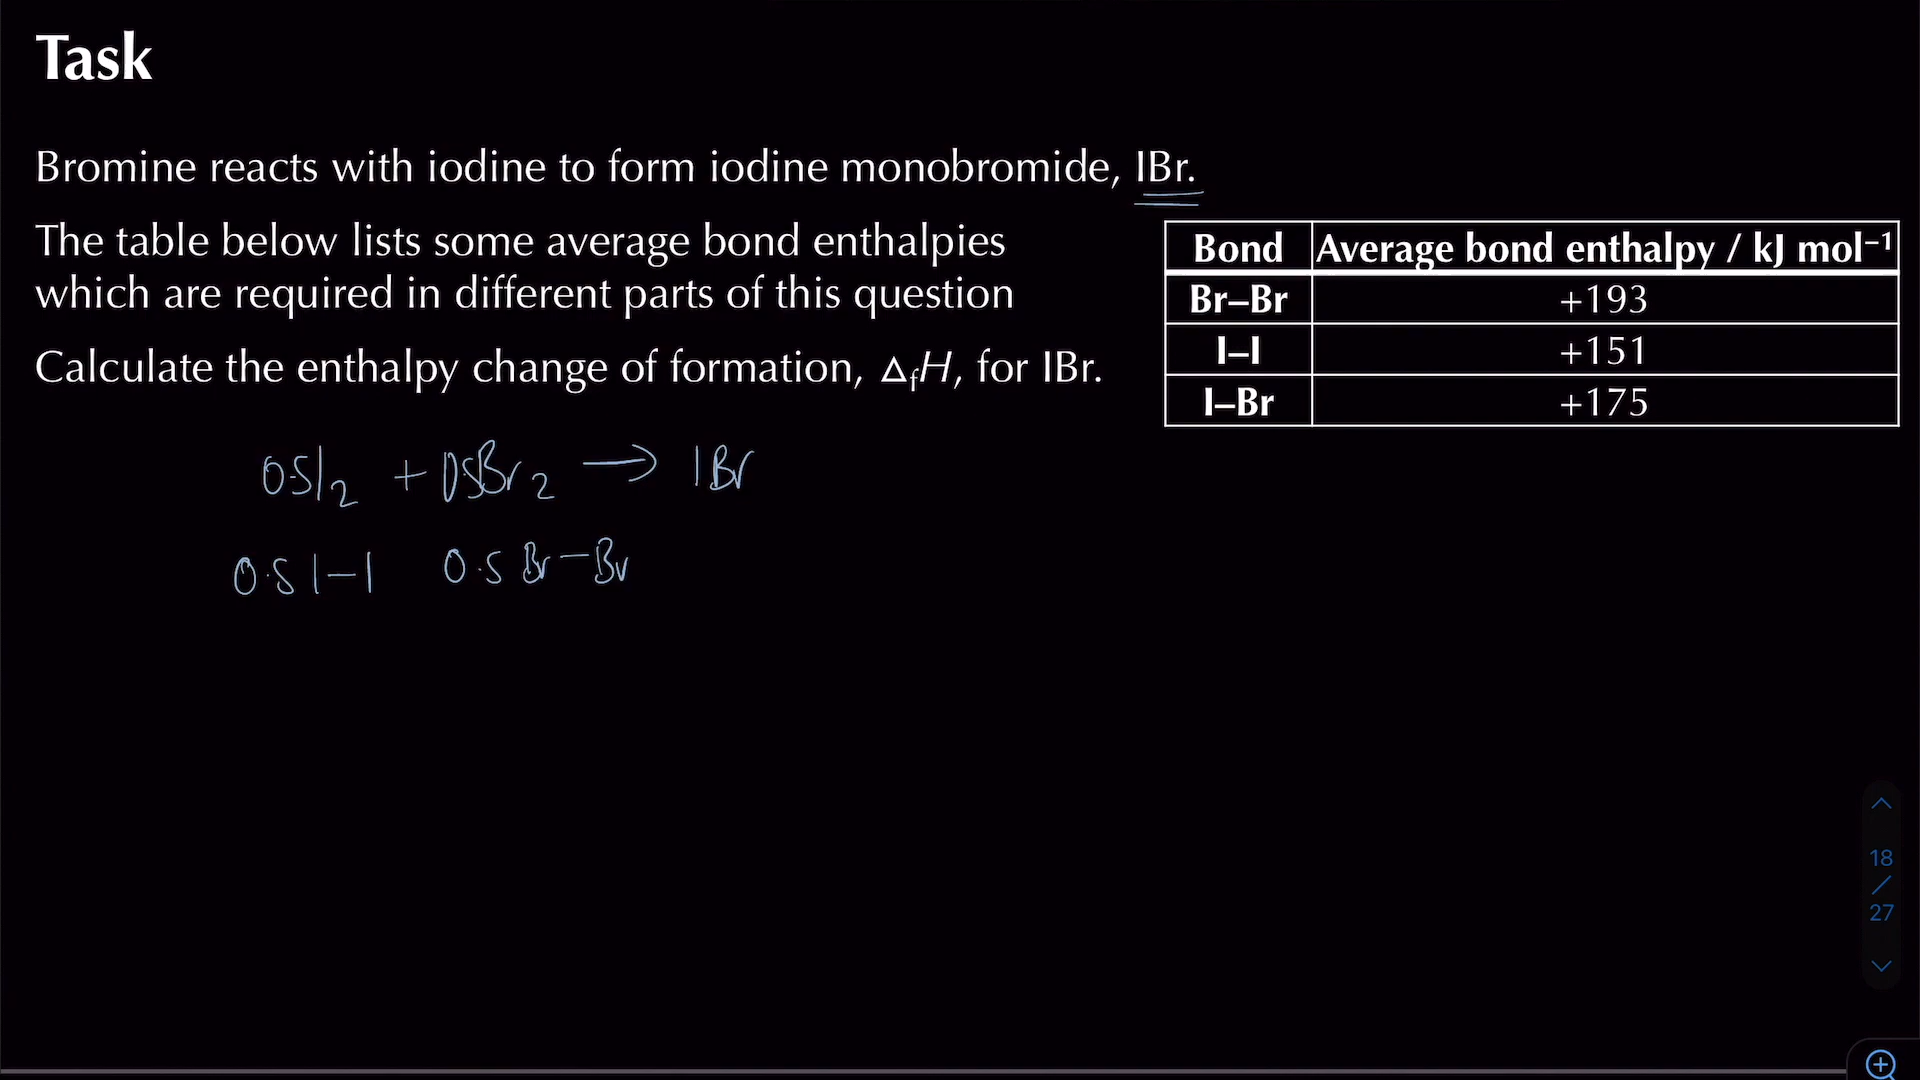 Task
Bromine reacts with iodine to form iodine monobromide, IBr.
The table below lists some average bond enthalpies
which are required in different parts of this question
Calculate the enthalpy change of formation, ΔfH, for IBr.
Bond Average bond enthalpy / kJ mol⁻¹
Br–Br +193
I–I +151
I–Br +175
0.5I₂ + 0.5Br₂ → IBr
0.5 I–I 0.5 Br–Br
18
/
27